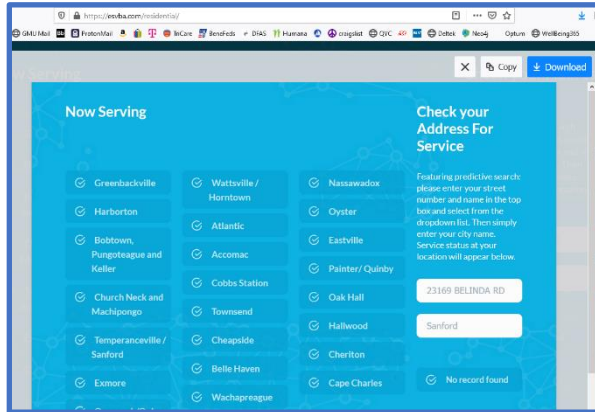 https://esvba.com/residential/
GMU Mail Bb ProtonMail InCare BeneFeds DFAS Humana craigslist QVC Deltek Neo4j Optum WellBeing365
Copy Download
Now Serving
Greenbackville
Harborton
Bobtown,
Pungoteague and
Keller
Church Neck and
Machipongo
Temperanceville /
Sanford
Exmore
Wattsville /
Horntown
Atlantic
Accomac
Cobbs Station
Townsend
Cheapside
Belle Haven
Wachapreague
Nassawadox
Oyster
Eastville
Painter/ Quinby
Oak Hall
Hallwood
Cheriton
Cape Charles
Check your
Address For
Service
Featuring predictive search:
please enter your street
number and name in the top
box and select from the
dropdown list. Then simply
enter your city name.
Service status at your
location will appear below.
23169 BELINDA RD
Sanford
No record found